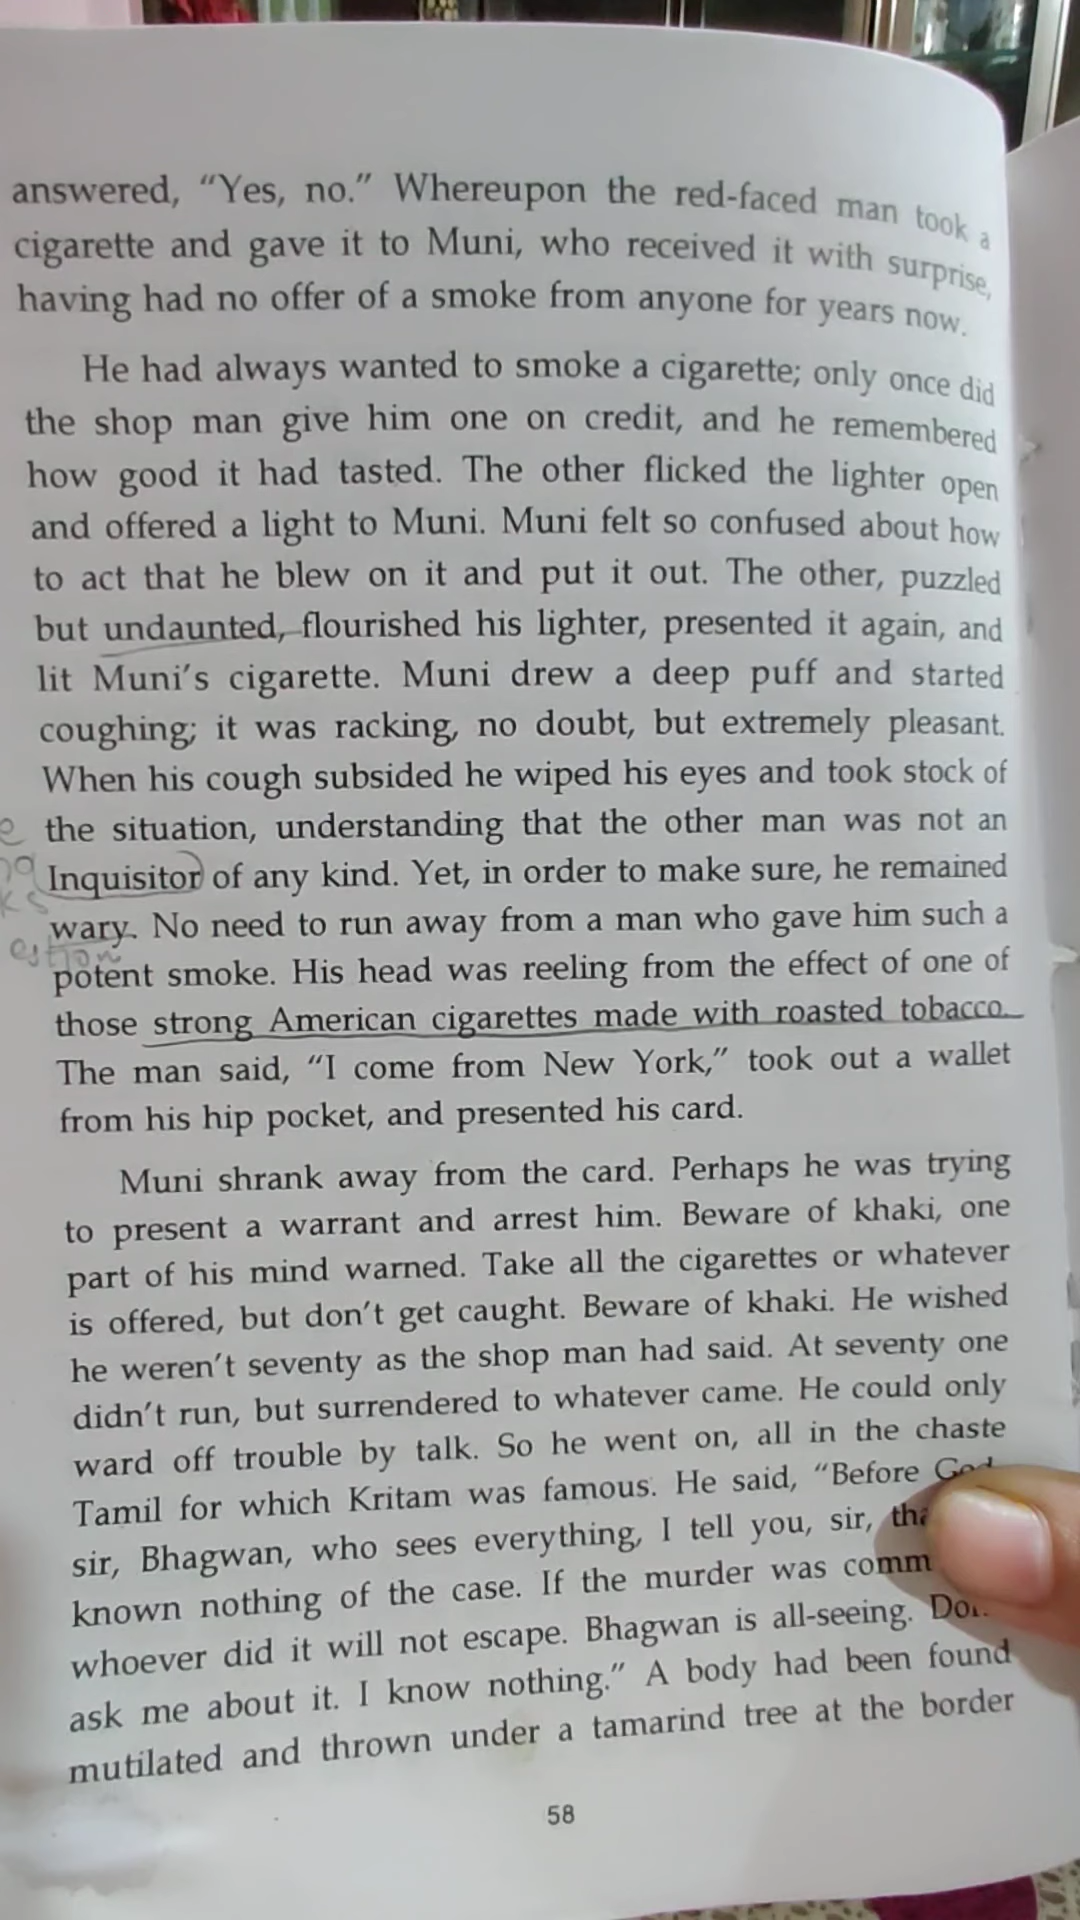 answered, “Yes, no.” Whereupon the red-faced man took a
cigarette and gave it to Muni, who received it with surprise,
having had no offer of a smoke from anyone for years now.
He had always wanted to smoke a cigarette; only once did
the shop man give him one on credit, and he remembered
how good it had tasted. The other flicked the lighter open
and offered a light to Muni. Muni felt so confused about how
to act that he blew on it and put it out. The other, puzzled
but undaunted, flourished his lighter, presented it again, and
lit Muni’s cigarette. Muni drew a deep puff and started
coughing; it was racking, no doubt, but extremely pleasant.
When his cough subsided he wiped his eyes and took stock of
the situation, understanding that the other man was not an
Inquisitor of any kind. Yet, in order to make sure, he remained
wary. No need to run away from a man who gave him such a
potent smoke. His head was reeling from the effect of one of
those strong American cigarettes made with roasted tobacco.
The man said, “I come from New York,” took out a wallet
from his hip pocket, and presented his card.
Muni shrank away from the card. Perhaps he was trying
to present a warrant and arrest him. Beware of khaki, one
part of his mind warned. Take all the cigarettes or whatever
is offered, but don’t get caught. Beware of khaki. He wished
he weren’t seventy as the shop man had said. At seventy one
didn’t run, but surrendered to whatever came. He could only
ward off trouble by talk. So he went on, all in the chaste
Tamil for which Kritam was famous. He said, “Before
sir, Bhagwan, who sees everything, I tell you, sir,
known nothing of the case. If the murder was
whoever did it will not escape. Bhagwan is all-seeing.
ask me about it. I know nothing.” A body had been found
mutilated and thrown under a tamarind tree at the border
58